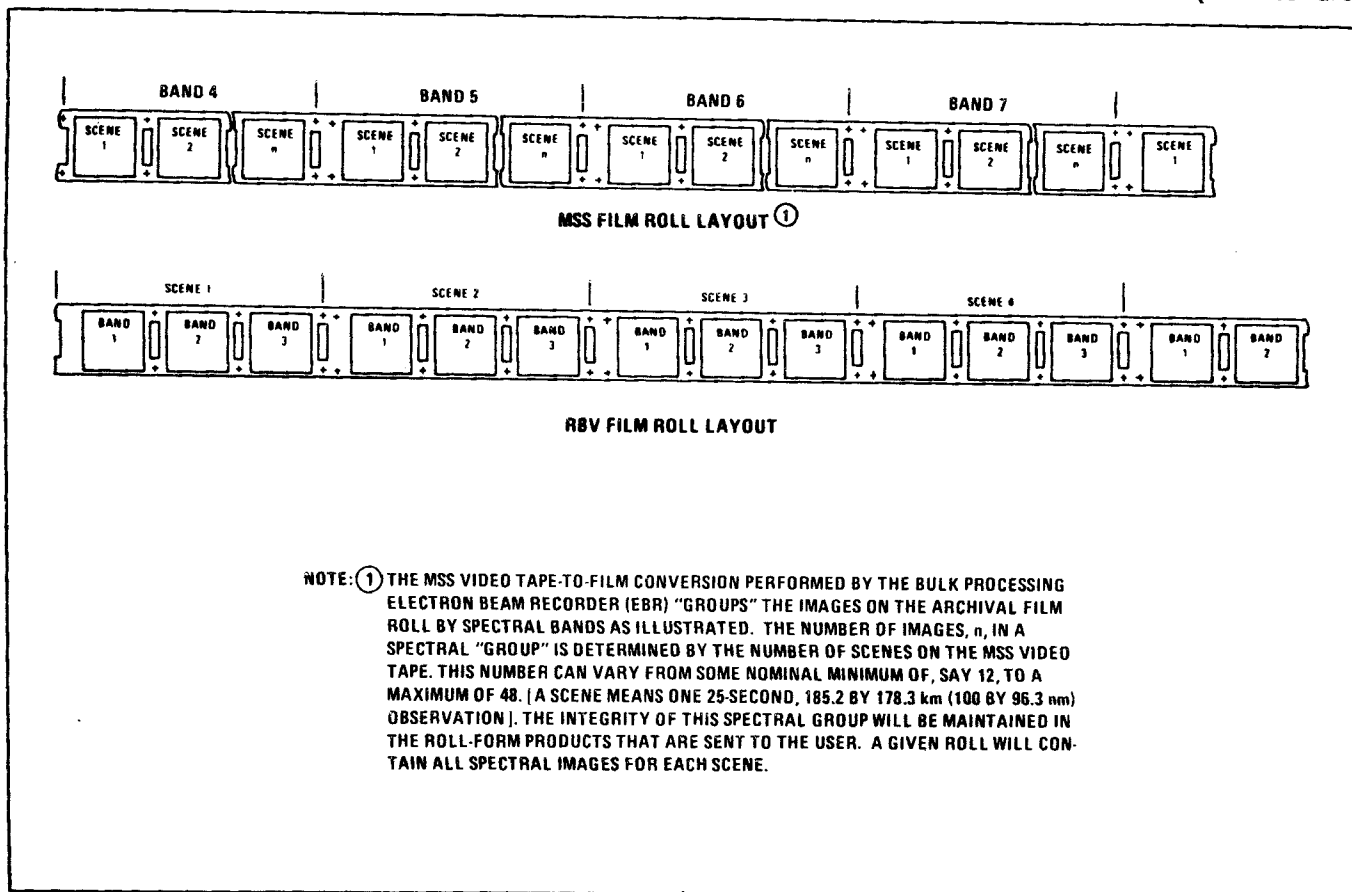 BAND 4 BAND 5 BAND 6 BAND 7
SCENE SCENE SCENE SCENE SCENE SCENE SCENE SCENE SCENE SCENE SCENE SCENE SCENE
1 2 n 1 2 n 1 2 n 1 2 n 1
MSS FILM ROLL LAYOUT ①
SCENE 1 SCENE 2 SCENE 3 SCENE 4
BAND BAND BAND BAND BAND BAND BAND BAND BAND BAND BAND BAND BAND BAND
1 2 3 1 2 3 1 2 3 1 2 3 1 2
RBV FILM ROLL LAYOUT
NOTE: ① THE MSS VIDEO TAPE-TO-FILM CONVERSION PERFORMED BY THE BULK PROCESSING
ELECTRON BEAM RECORDER (EBR) "GROUPS" THE IMAGES ON THE ARCHIVAL FILM
ROLL BY SPECTRAL BANDS AS ILLUSTRATED. THE NUMBER OF IMAGES, n, IN A
SPECTRAL "GROUP" IS DETERMINED BY THE NUMBER OF SCENES ON THE MSS VIDEO
TAPE. THIS NUMBER CAN VARY FROM SOME NOMINAL MINIMUM OF, SAY 12, TO A
MAXIMUM OF 48. [A SCENE MEANS ONE 25-SECOND, 185.2 BY 178.3 km (100 BY 96.3 nm)
OBSERVATION]. THE INTEGRITY OF THIS SPECTRAL GROUP WILL BE MAINTAINED IN
THE ROLL-FORM PRODUCTS THAT ARE SENT TO THE USER. A GIVEN ROLL WILL CON-
TAIN ALL SPECTRAL IMAGES FOR EACH SCENE.